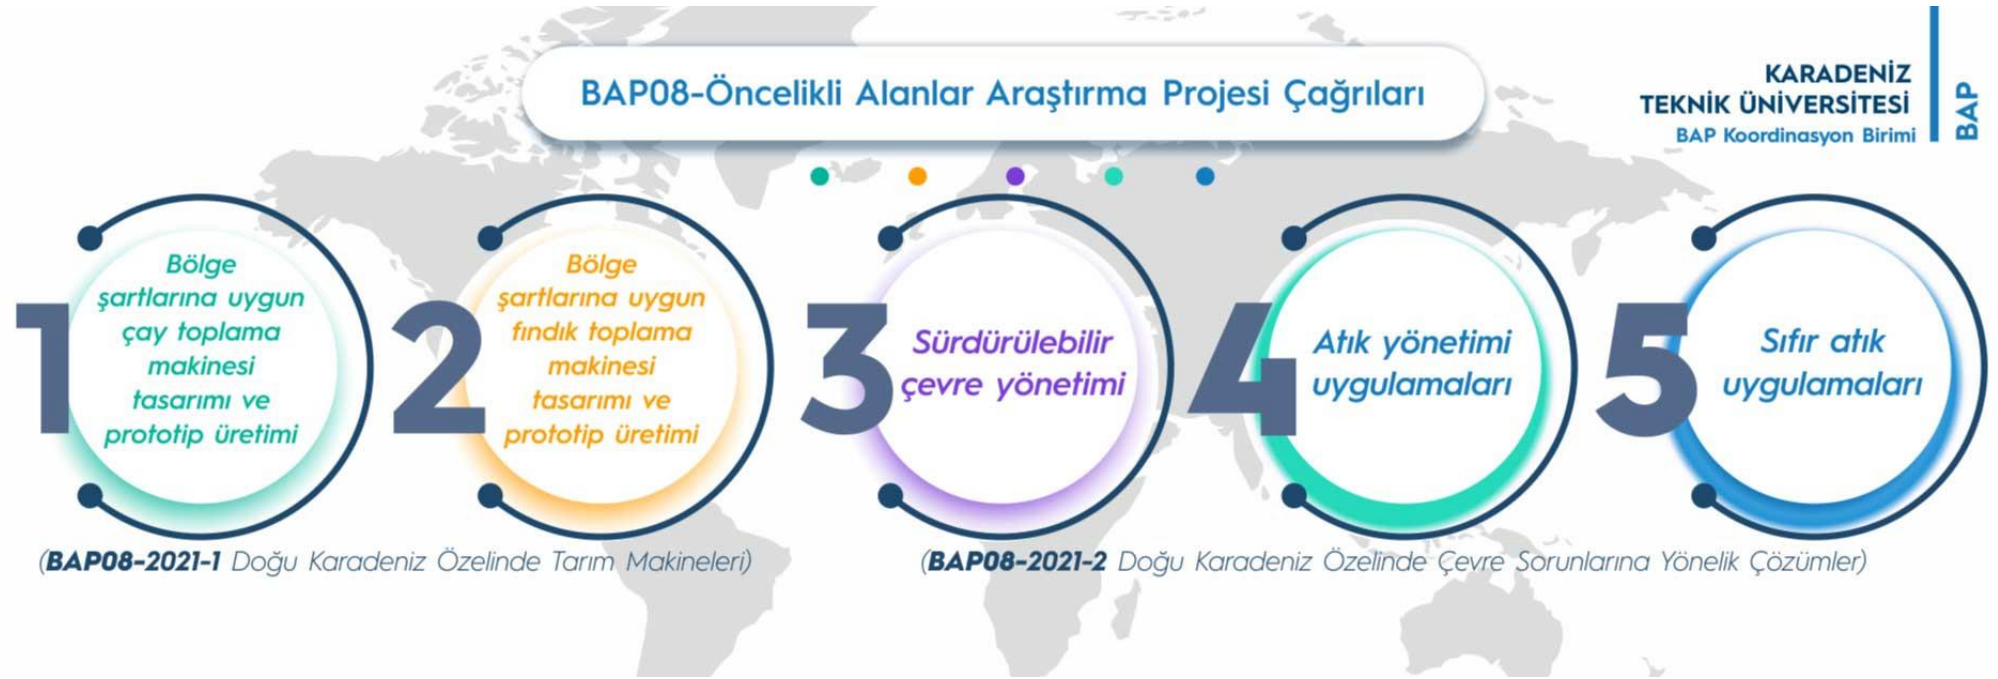 BAP08-Öncelikli Alanlar Araştırma Projesi Çağrıları
KARADENİZ
TEKNİK ÜNİVERSİTESİ
BAP Koordinasyon Birimi
BAP
1
Bölge
şartlarına uygun
çay toplama
makinesi
tasarımı ve
prototip üretimi
2
Bölge
şartlarına uygun
fındık toplama
makinesi
tasarımı ve
prototip üretimi
3
Sürdürülebilir
çevre yönetimi
4
Atık yönetimi
uygulamaları
5
Sıfır atık
uygulamaları
(BAP08-2021-1 Doğu Karadeniz Özelinde Tarım Makineleri)
(BAP08-2021-2 Doğu Karadeniz Özelinde Çevre Sorunlarına Yönelik Çözümler)